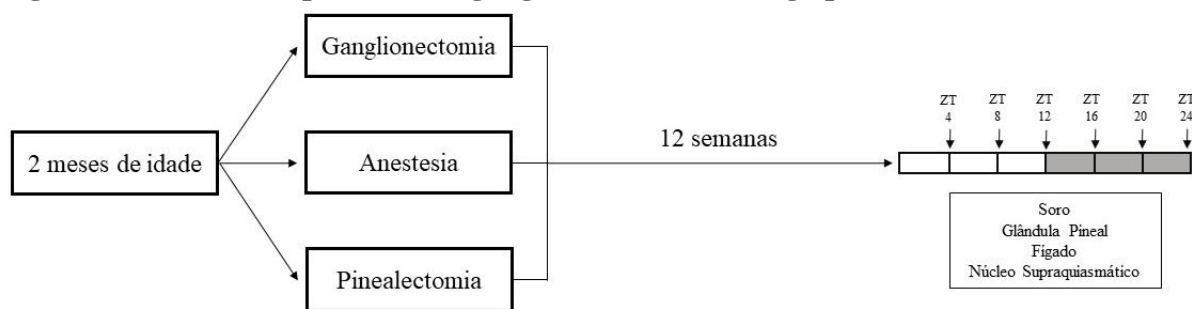 Ganglionectomia
2 meses de idade
Anestesia
Pinealectomia
12 semanas
ZT ZT ZT ZT ZT ZT
4 8 12 16 20 24
Soro
Glândula Pineal
Fígado
Núcleo Supraquiasmático